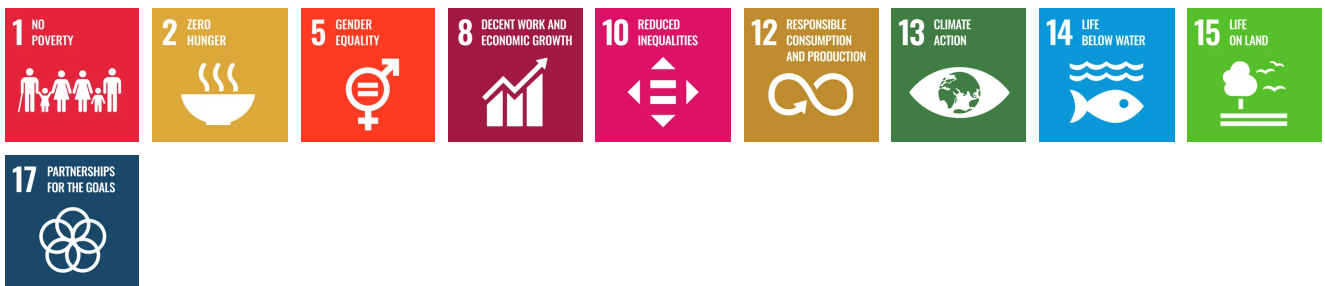 1 NO
POVERTY
2 ZERO
HUNGER
5 GENDER
EQUALITY
8 DECENT WORK AND
ECONOMIC GROWTH
10 REDUCED
INEQUALITIES
12 RESPONSIBLE
CONSUMPTION
AND PRODUCTION
13 CLIMATE
ACTION
14 LIFE
BELOW WATER
15 LIFE
ON LAND
17 PARTNERSHIPS
FOR THE GOALS